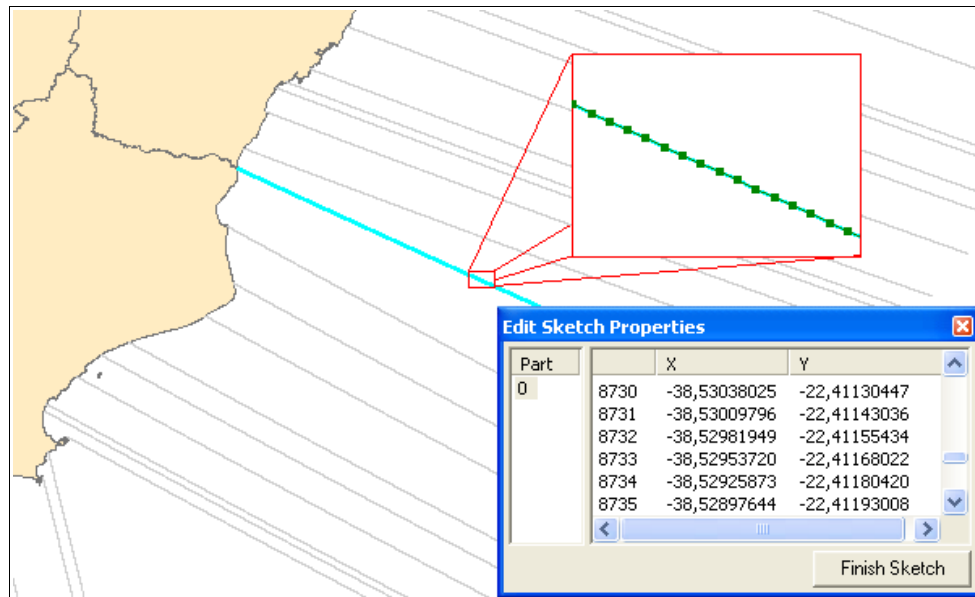 Edit Sketch Properties
Part X Y
0
8730 -38,53038025 -22,41130447
8731 -38,53009796 -22,41143036
8732 -38,52981949 -22,41155434
8733 -38,52953720 -22,41168022
8734 -38,52925873 -22,41180420
8735 -38,52897644 -22,41193008
Finish Sketch